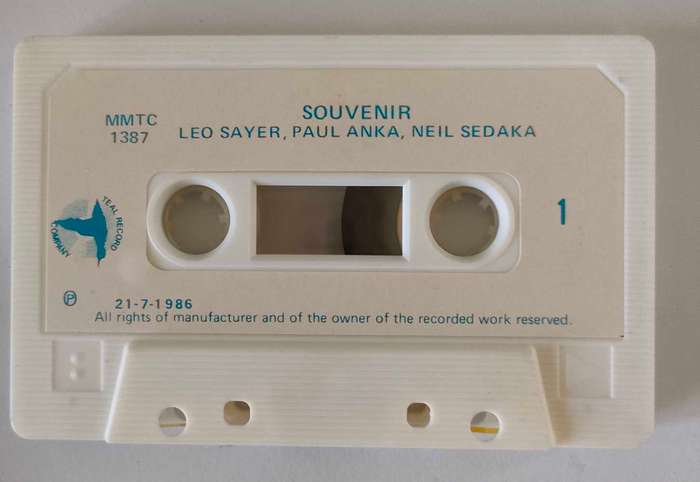 SOUVENIR
MMTC
1387
LEO SAYER, PAUL ANKA, NEIL SEDAKA
1
TEAL RECORD
COMPANY
℗ 21-7-1986
All rights of manufacturer and of the owner of the recorded work reserved.